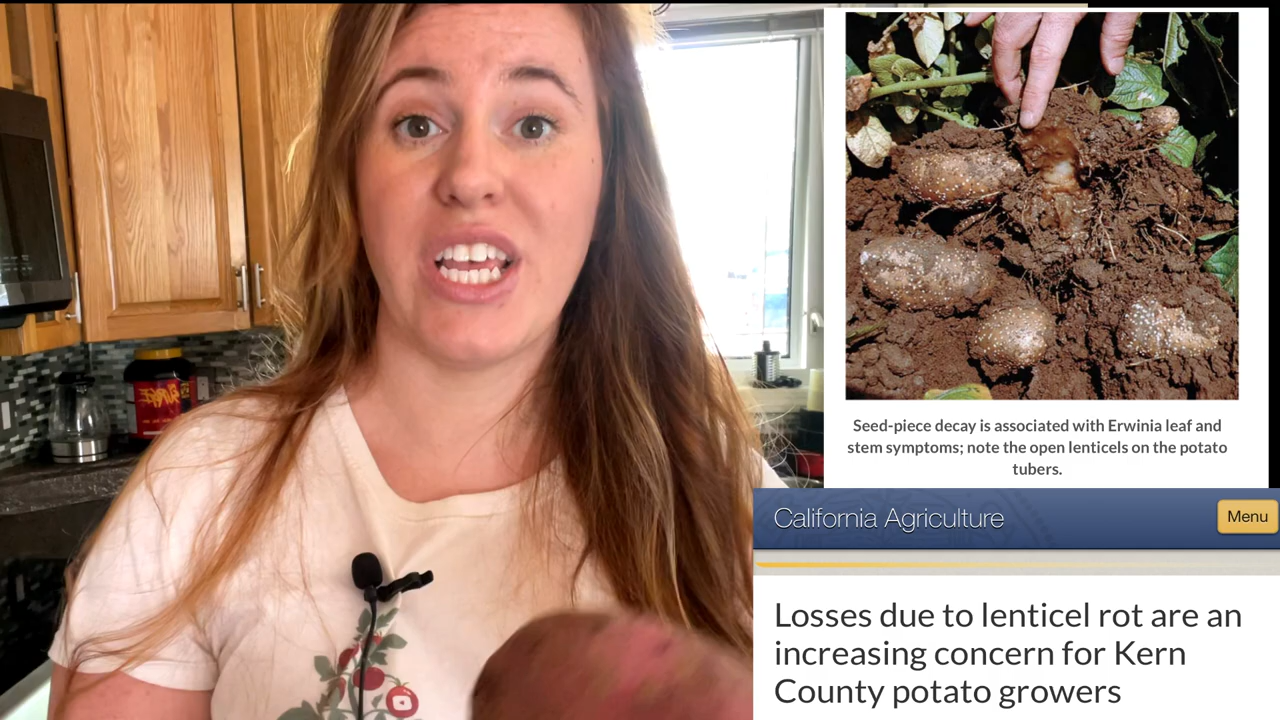 Seed-piece decay is associated with Erwinia leaf and
stem symptoms; note the open lenticels on the potato
tubers.
California Agriculture
Menu
Losses due to lenticel rot are an
increasing concern for Kern
County potato growers